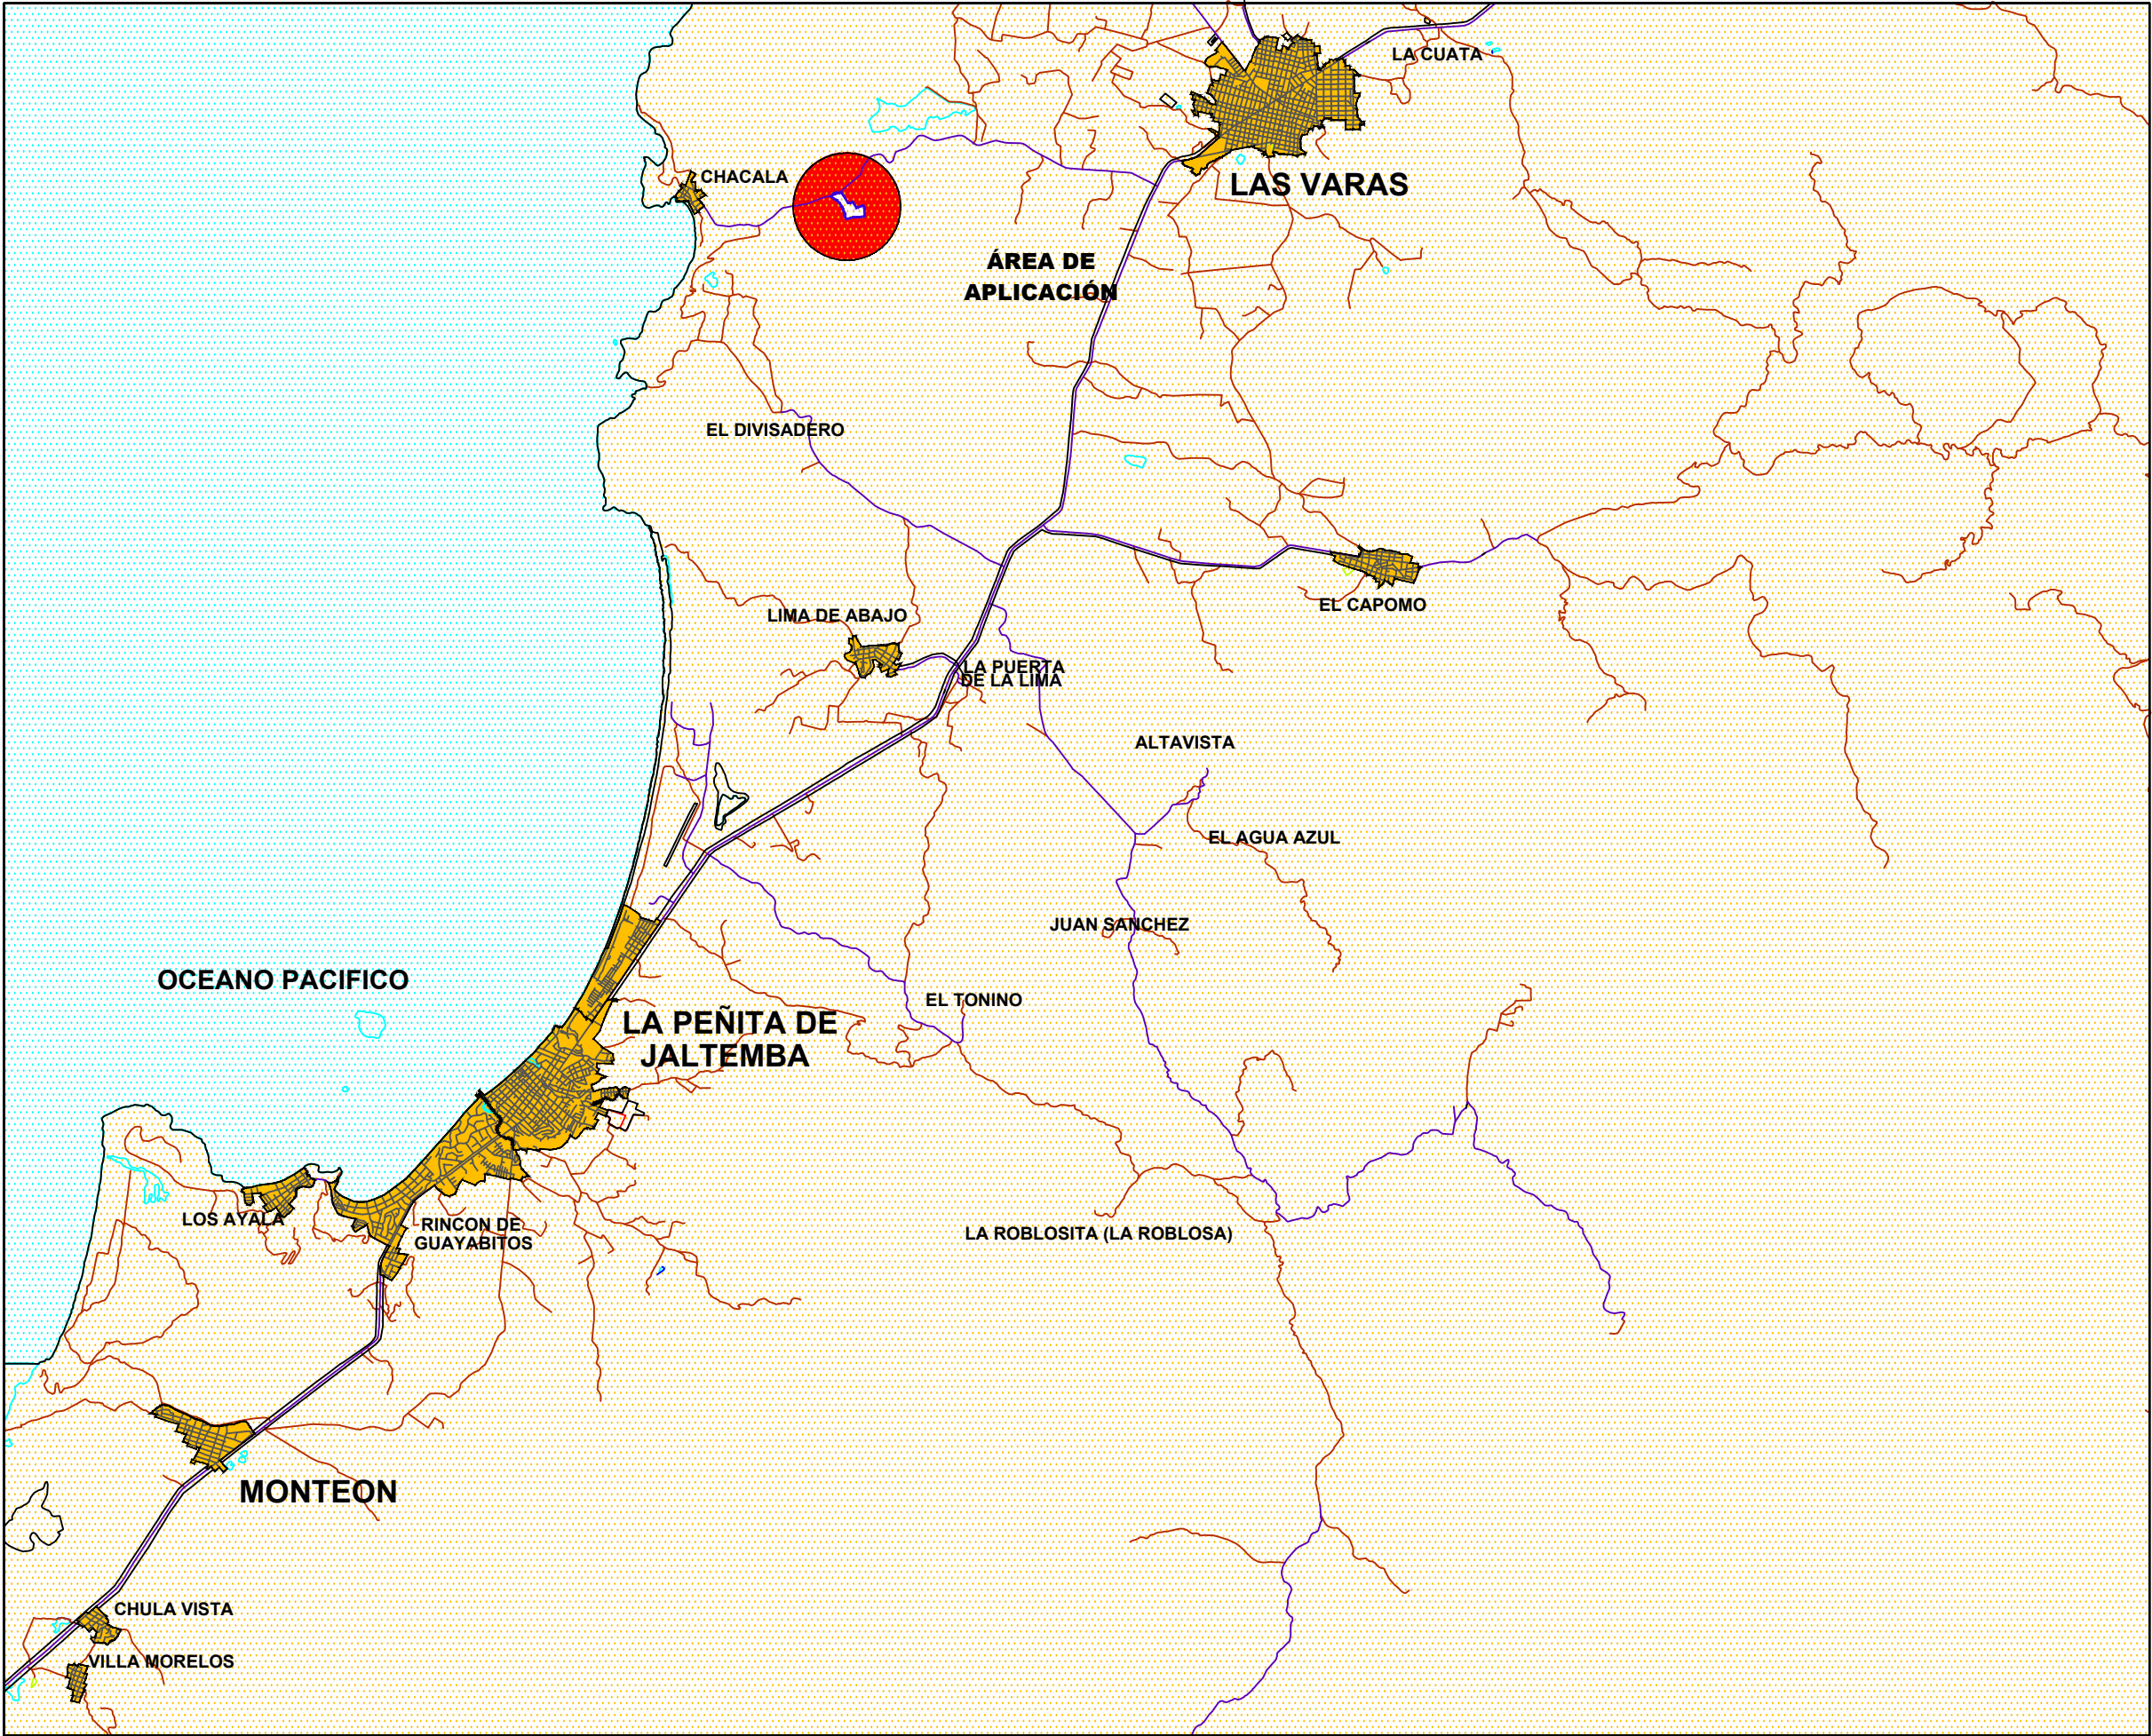 LA CUATA
CHACALA
LAS VARAS
ÁREA DE
APLICACIÓN
EL DIVISADERO
EL CAPOMO
LIMA DE ABAJO
LA PUERTA
DE LA LIMA
ALTAVISTA
EL AGUA AZUL
JUAN SANCHEZ
OCEANO PACIFICO
EL TONINO
LA PEÑITA DE
JALTEMBA
LOS AYALA
RINCON DE
GUAYABITOS
LA ROBLOSITA (LA ROBLOSA)
MONTEON
CHULA VISTA
VILLA MORELOS